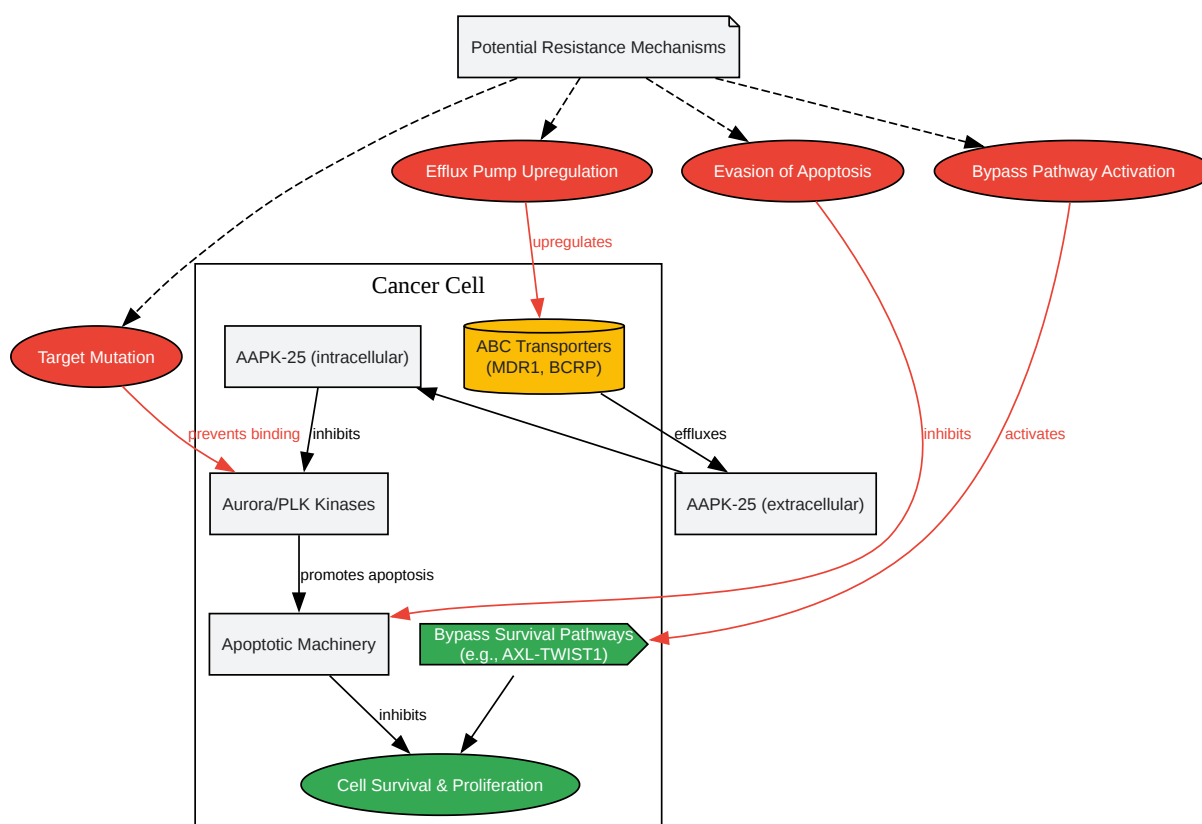 Potential Resistance Mechanisms
Efflux Pump Upregulation
Evasion of Apoptosis
Bypass Pathway Activation
upregulates
Cancer Cell
Target Mutation
AAPK-25 (intracellular)
ABC Transporters
(MDR1, BCRP)
prevents binding
inhibits
effluxes
inhibits
activates
Aurora/PLK Kinases
AAPK-25 (extracellular)
promotes apoptosis
Apoptotic Machinery
Bypass Survival Pathways
(e.g., AXL-TWIST1)
inhibits
Cell Survival & Proliferation